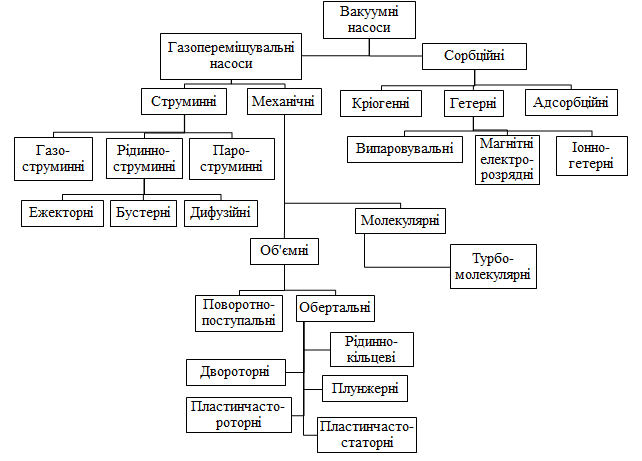 Вакуумні
насоси
Газоперемішувальні
насоси
Сорбційні
Струминні
Механічні
Кріогенні
Гетерні
Адсорбційні
Газо-
струминні
Рідинно-
струминні
Паро-
струминні
Випаровувальні
Магнітні
електро-
розрядні
Іонно-
гетерні
Ежекторні
Бустерні
Дифузійні
Молекулярні
Об'ємні
Турбо-
молекулярні
Поворотно-
поступальні
Обертальні
Рідинно-
кільцеві
Двороторні
Плунжерні
Пластинчасто-
роторні
Пластинчасто-
статорні